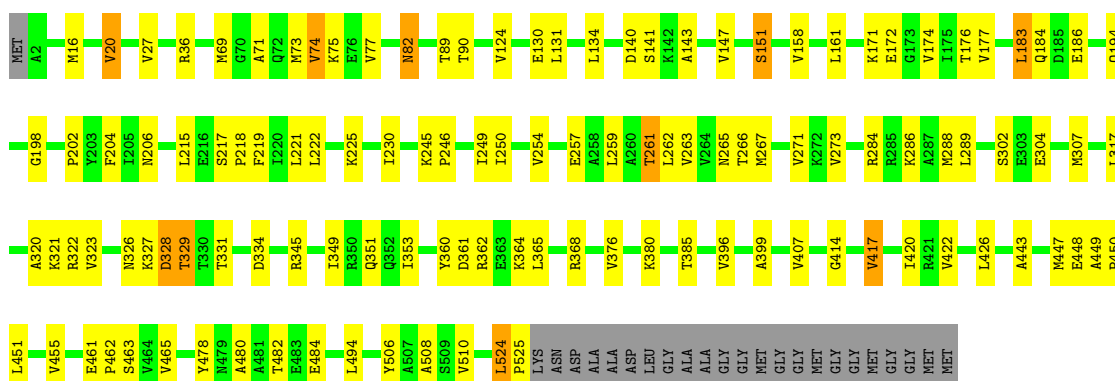 MET A2 M16 V20 V27 R36 M69 G70 A71 Q72 M73 V74 K75 E76 V77 N82 T89 T90 V124 E130 L131 L134 D140 S141 K142 A143 V147 S151 V158 L161 K171 E172 G173 V174 I175 T176 V177 L183 Q184 D185 E186
G198 P202 Y203 F204 I205 N206 L215 E216 S217 P218 F219 I220 L221 L222 K225 I230 K245 P246 I249 I250 V254 E257 A258 L259 A260 T261 L262 V263 V264 N265 T266 M267 V271 K272 V273 R284 R285 K286 A287 M288 L289 S302 E303 E304 M307
A320 K321 R322 V323 N326 K327 D328 T329 T330 T331 D334 R345 I349 R350 Q351 Q352 I353 Y360 D361 R362 E363 K364 L365 R368 V376 K380 T385 V396 A399 V407 G414 V417 I420 R421 V422 L426 A443 M447 E448 A449
L451 V455 E461 P462 S463 V464 V465 Y478 N479 A480 A481 T482 E483 E484 L494 Y506 A507 A508 S509 V510 L524 P525 LYS ASN ASP ALA ALA ASP LEU GLY ALA ALA GLY GLY MET GLY GLY MET GLY GLY MET GLY GLY MET MET